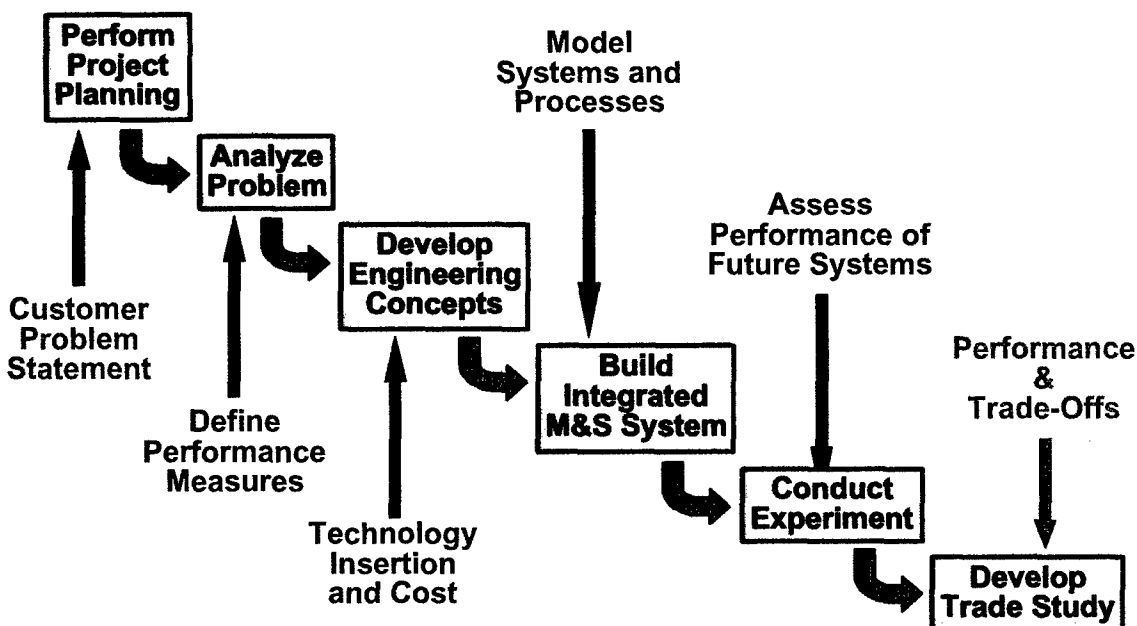 Perform
Project
Planning
Model
Systems and
Processes
Analyze
Problem
Assess
Performance of
Future Systems
Develop
Engineering
Concepts
Customer
Problem
Statement
Performance
&
Trade-Offs
Build
Integrated
M&S System
Define
Performance
Measures
Conduct
Experiment
Technology
Insertion
and Cost
Develop
Trade Study